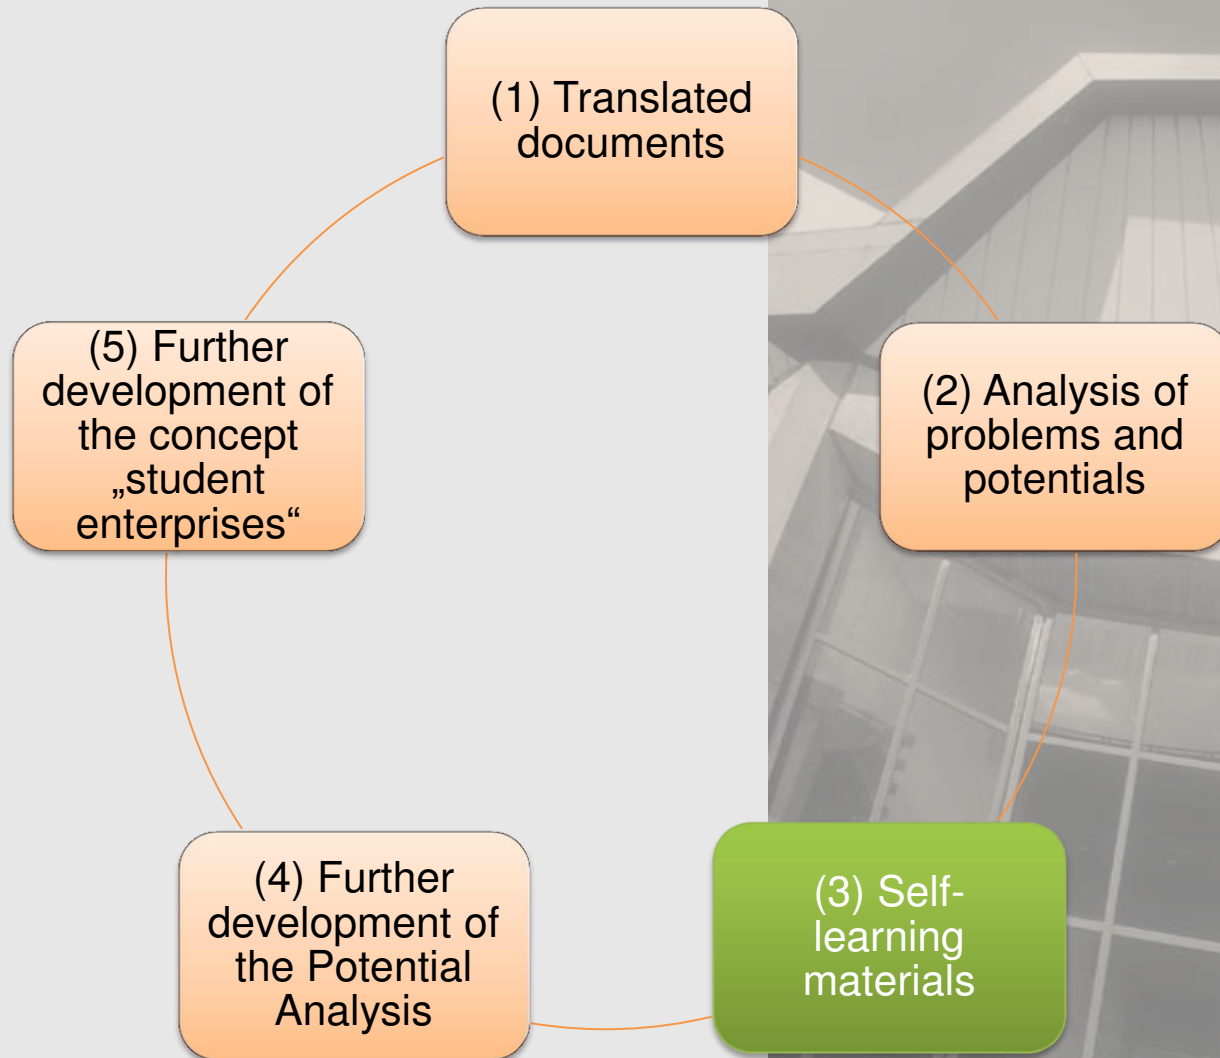 (1) Translated
documents
(2) Analysis of
problems and
potentials
(3) Self-
learning
materials
(4) Further
development of
the Potential
Analysis
(5) Further
development of
the concept
„student
enterprises“